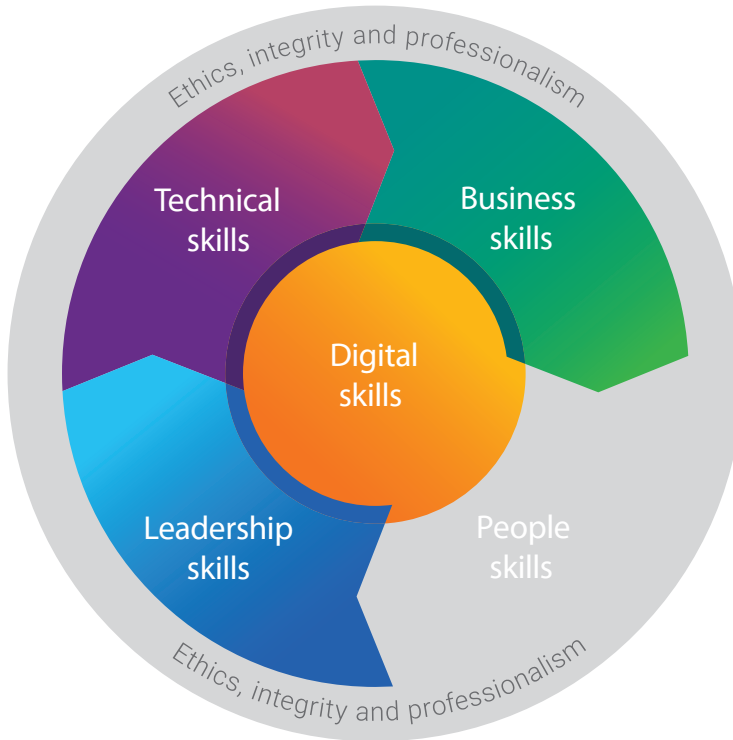 Ethics, integrity and professionalism
Technical
skills
Business
skills
Digital
skills
Leadership
skills
People
skills
Ethics, integrity and professionalism